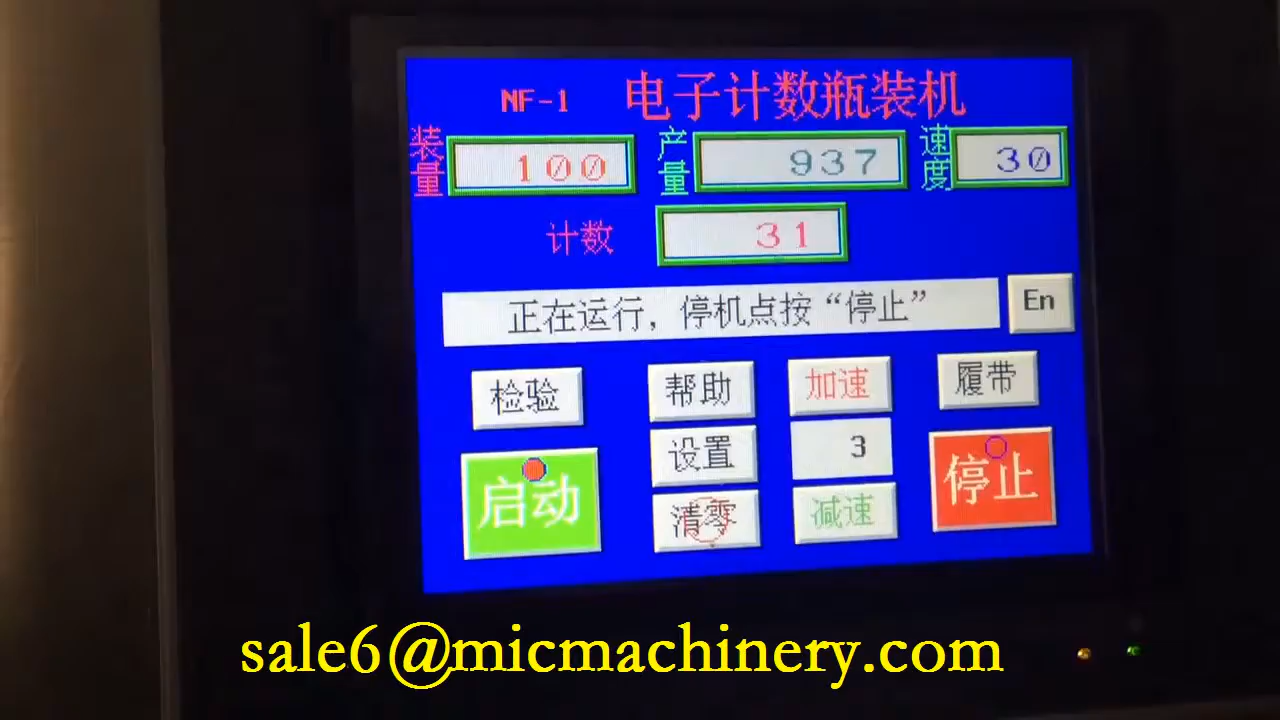 NF-1 电子计数瓶装机
装量 100 产量 937 速度 30
计数 31
正在运行，停机点按“停止” En
检验 帮助 加速 履带
设置 3
启动 停止
清零 减速
sale6@micmachinery.com